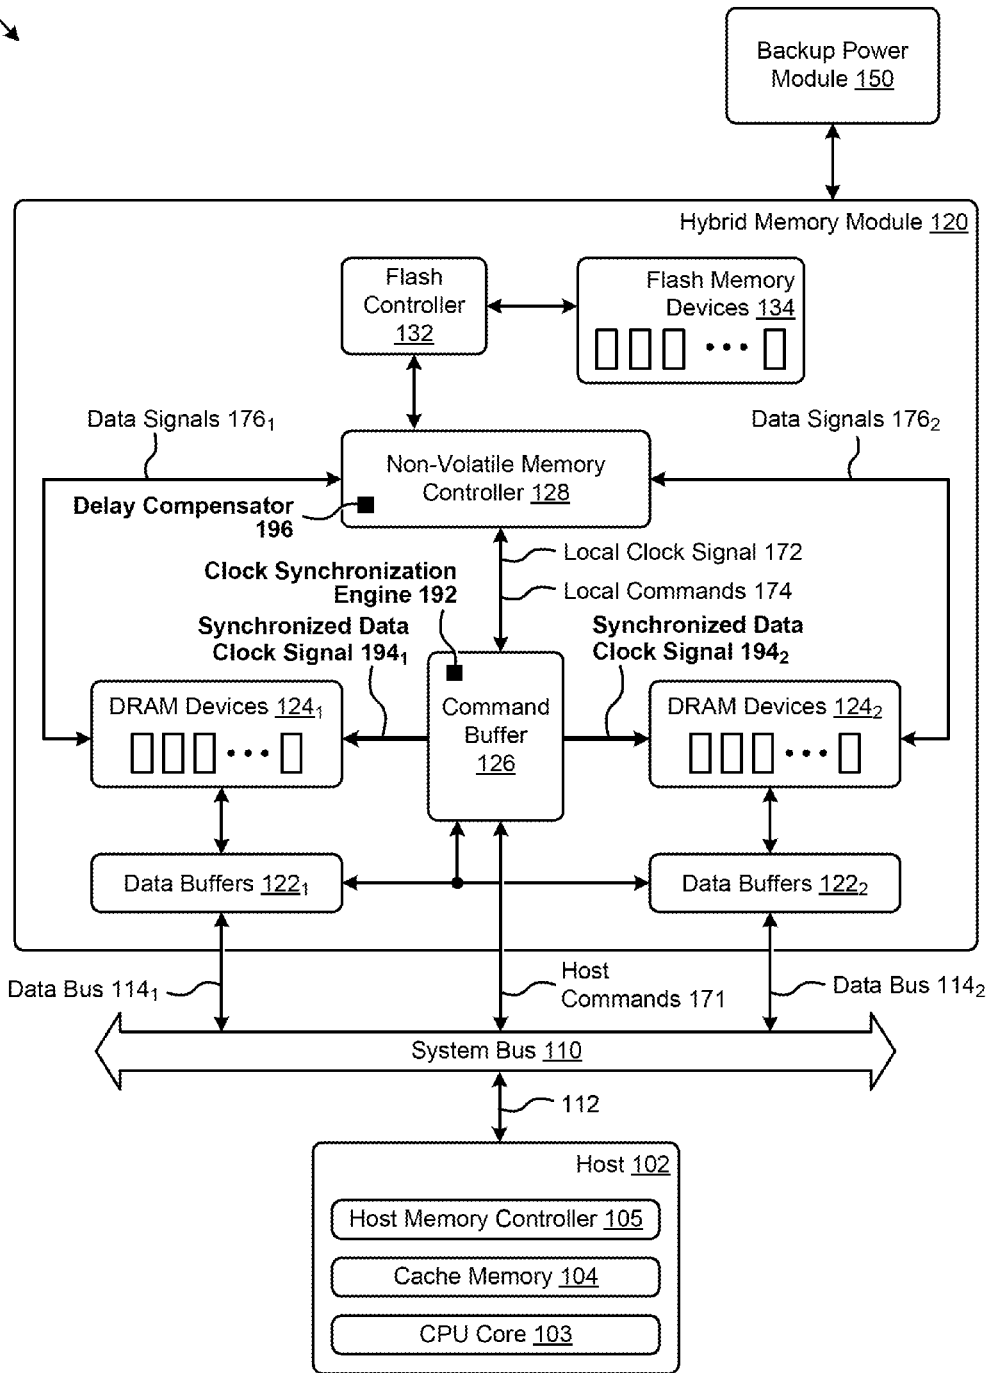 Backup Power
Module 150
Hybrid Memory Module 120
Flash
Controller
132
Flash Memory
Devices 134
Data Signals 176₁
Data Signals 176₂
Non-Volatile Memory
Controller 128
Delay Compensator
196
Local Clock Signal 172
Local Commands 174
Clock Synchronization
Engine 192
Synchronized Data
Clock Signal 194₁
Synchronized Data
Clock Signal 194₂
DRAM Devices 124₁
Command
Buffer
126
DRAM Devices 124₂
Data Buffers 122₁
Data Buffers 122₂
Data Bus 114₁
Host
Commands 171
Data Bus 114₂
System Bus 110
112
Host 102
Host Memory Controller 105
Cache Memory 104
CPU Core 103